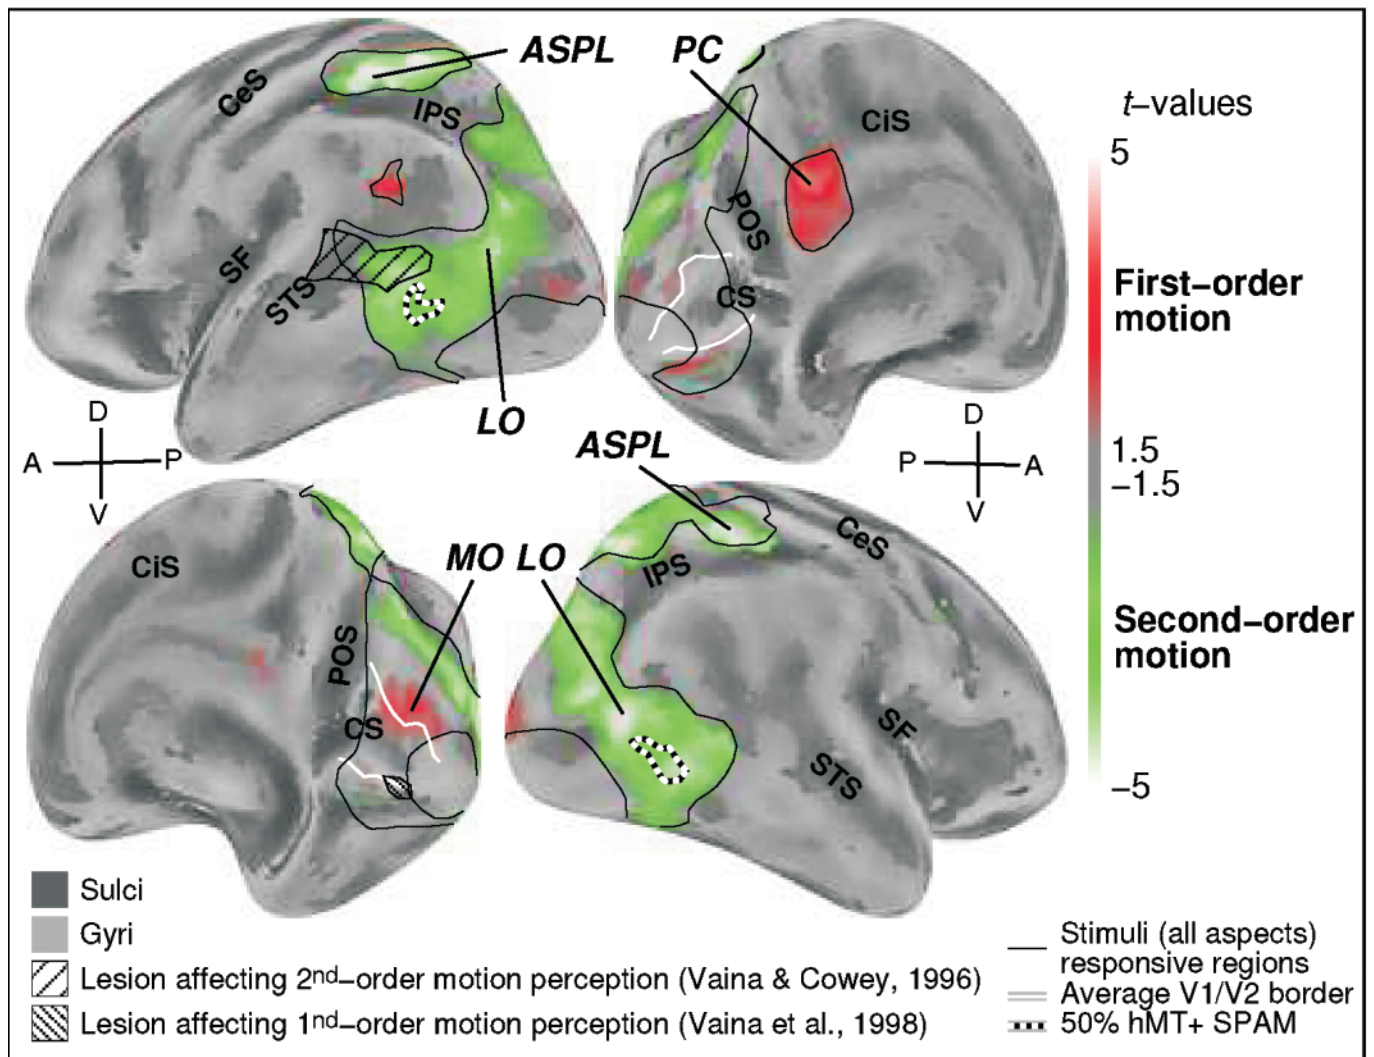 ASPL
PC
CeS
IPS
CiS
t-values
5
POS
First-order
motion
SF
STS
CS
LO
D
A
P
V
ASPL
D
P
A
V
1.5
-1.5
CiS
MO
LO
IPS
CeS
POS
CS
SF
STS
Second-order
motion
-5
Sulci
Gyri
Lesion affecting 2nd-order motion perception (Vaina & Cowey, 1996)
Lesion affecting 1nd-order motion perception (Vaina et al., 1998)
Stimuli (all aspects)
responsive regions
Average V1/V2 border
50% hMT+ SPAM